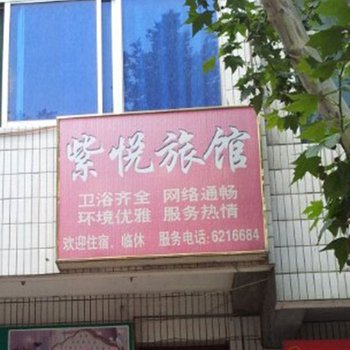 紫悦旅馆
卫浴齐全 网络通畅
环境优雅 服务热情
欢迎住宿、临休 服务电话:6216684